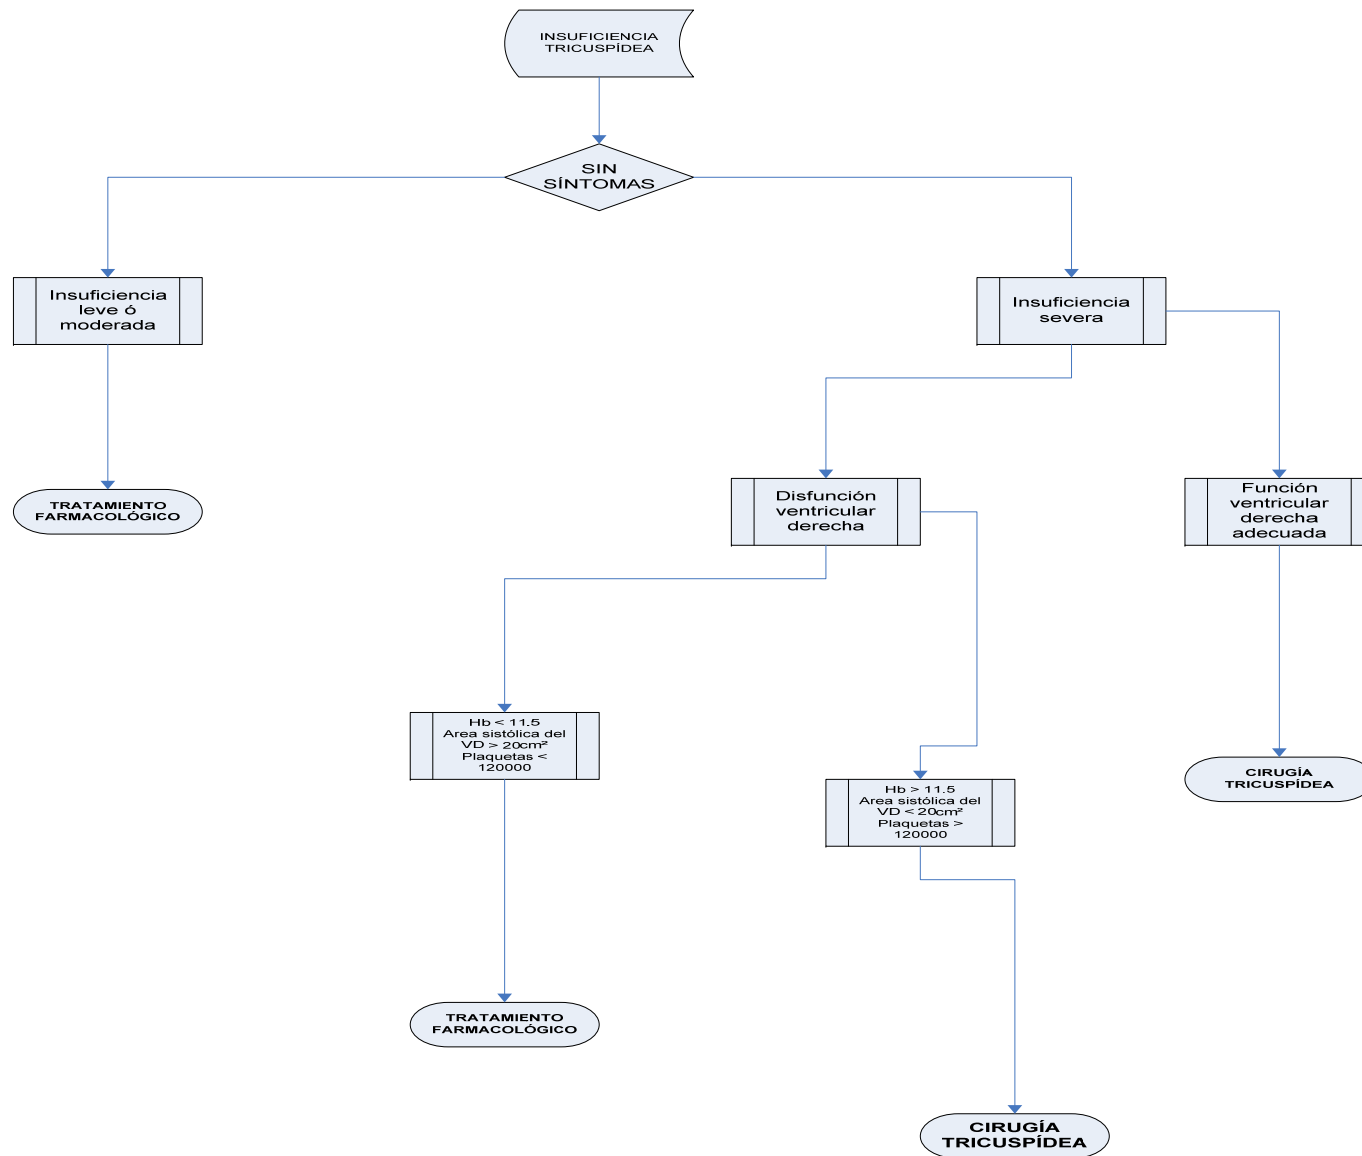 INSUFICIENCIA
TRICUSPÍDEA
SIN
SÍNTOMAS
Insuficiencia
leve ó
moderada
Insuficiencia
severa
TRATAMIENTO
FARMACOLÓGICO
Disfunción
ventricular
derecha
Función
ventricular
derecha
adecuada
Hb < 11.5
Area sistólica del
VD > 20cm²
Plaquetas <
120000
Hb > 11.5
Area sistólica del
VD < 20cm²
Plaquetas >
120000
CIRUGÍA
TRICUSPÍDEA
TRATAMIENTO
FARMACOLÓGICO
CIRUGÍA
TRICUSPÍDEA